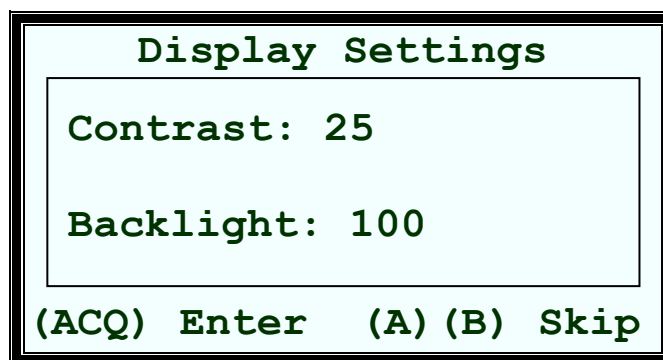 Display Settings
Contrast: 25
Backlight: 100
(ACQ) Enter (A)(B) Skip